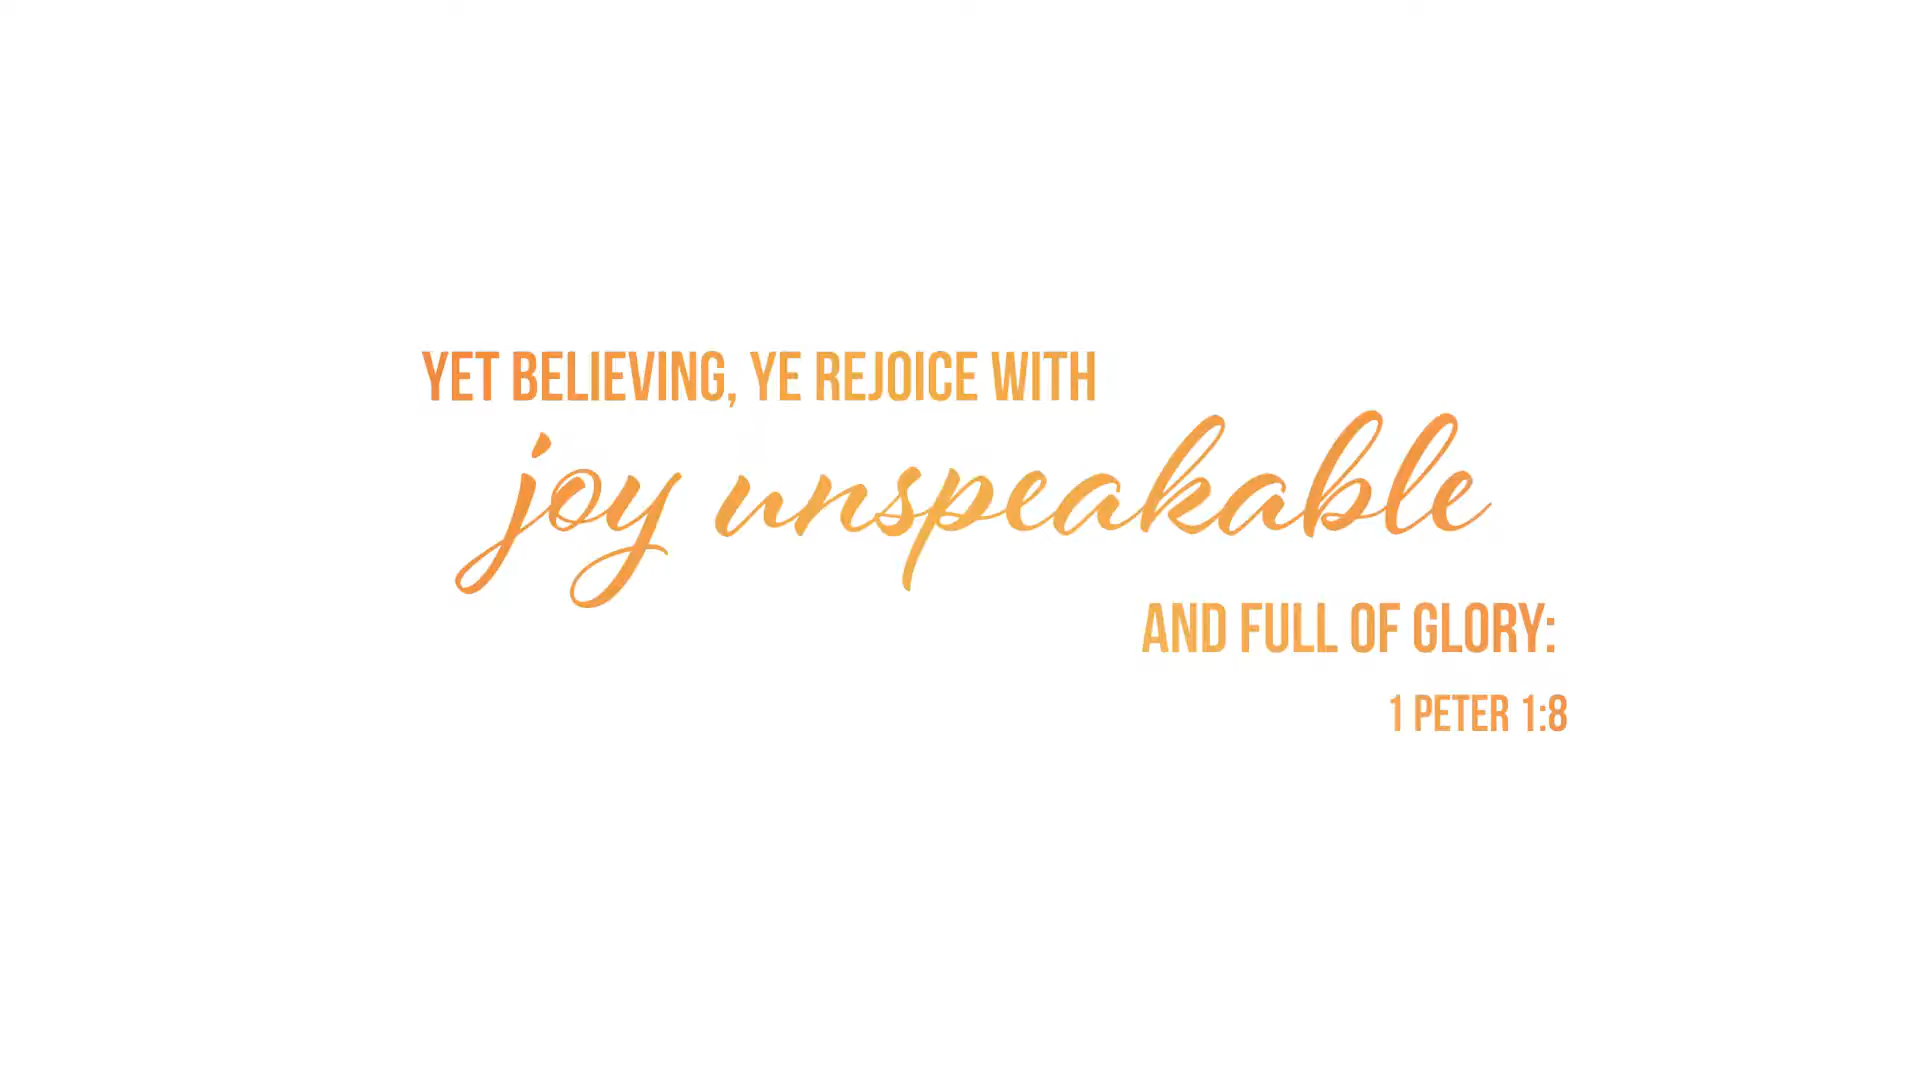 YET BELIEVING, YE REJOICE WITH
joy unspeakable
AND FULL OF GLORY:
1 PETER 1:8